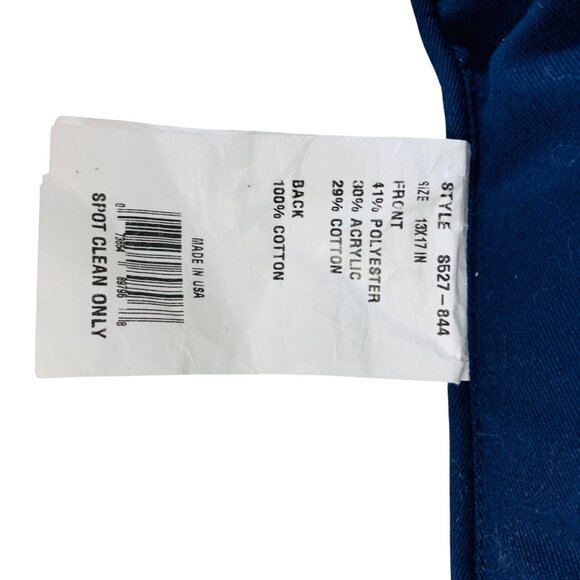 STYLE 8527-844
SIZE 13X17 IN
FRONT
41% POLYESTER
30% ACRYLIC
29% COTTON
BACK
100% COTTON
MADE IN USA
SPOT CLEAN ONLY